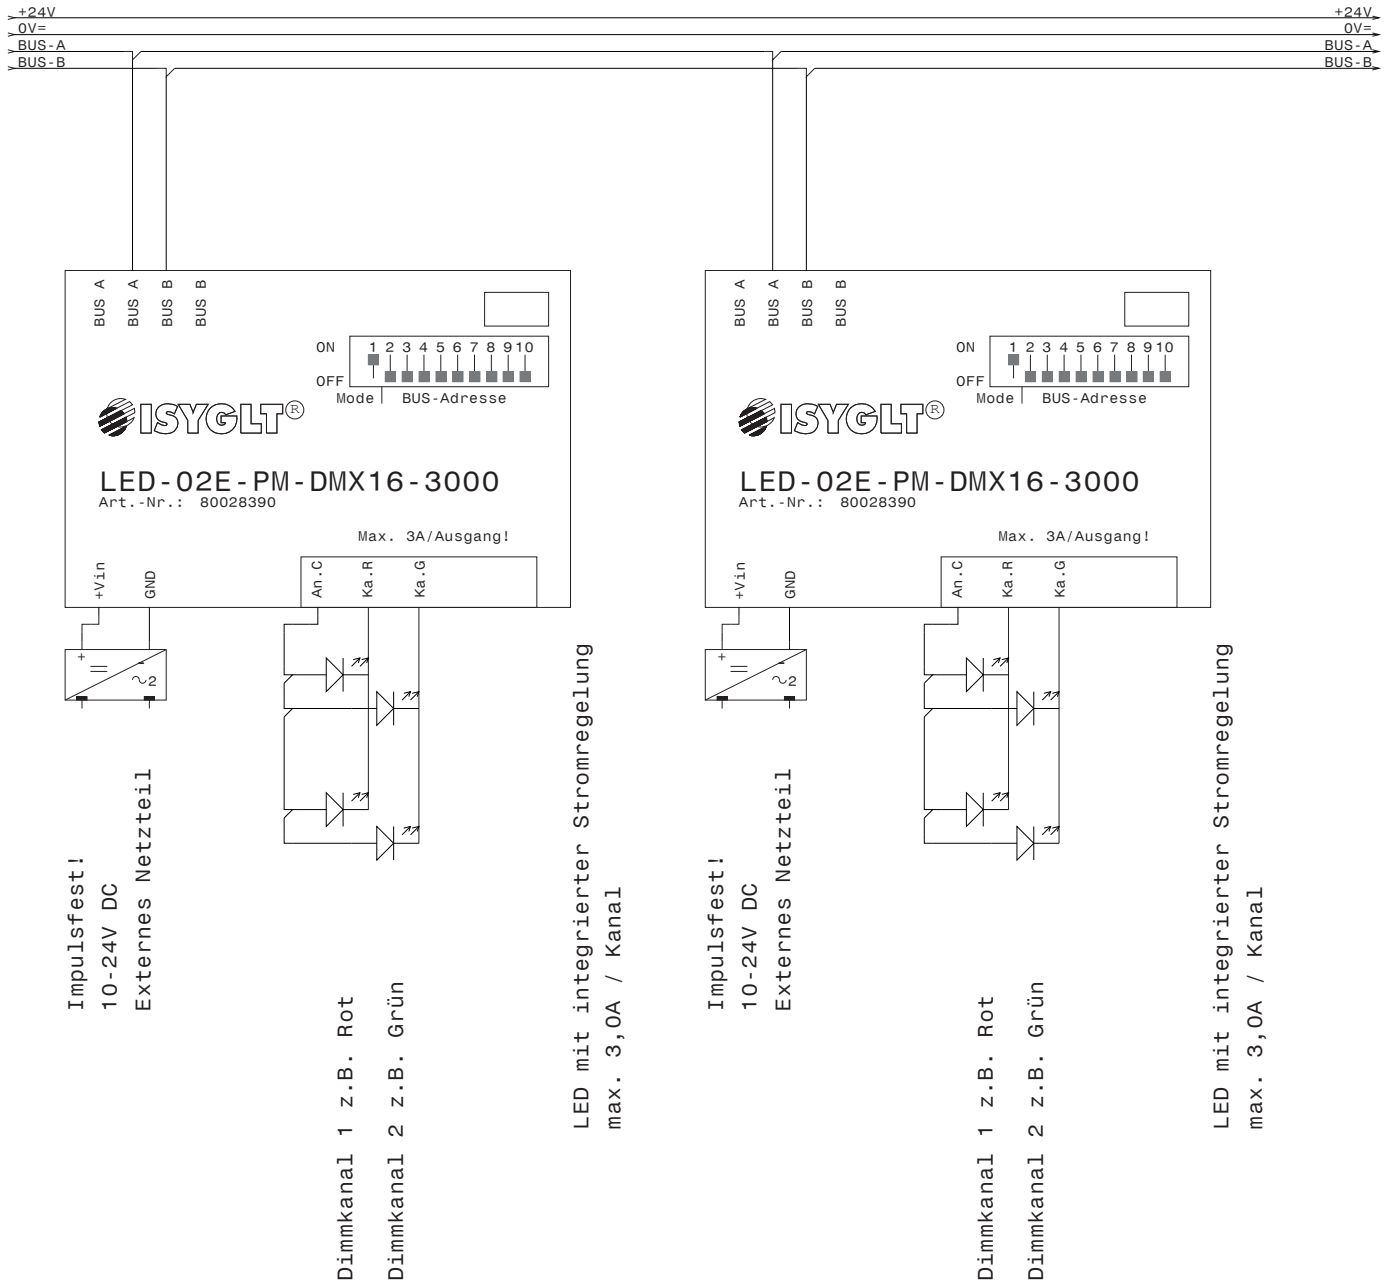 +24V +24V
0V= 0V=
BUS-A BUS-A
BUS-B BUS-B
BUS A
BUS A
BUS B
BUS B
ON 1 2 3 4 5 6 7 8 9 10
OFF
Mode BUS-Adresse
ISYGLT®
LED-02E-PM-DMX16-3000
Art.-Nr.: 80028390
Max. 3A/Ausgang!
+Vin
GND
An.C
Ka.R
Ka.G
+ -
~2
Impulsfest!
10-24V DC
Externes Netzteil
Dimmkanal 1 z.B. Rot
Dimmkanal 2 z.B. Grün
LED mit integrierter Stromregelung
max. 3,0A / Kanal
BUS A
BUS A
BUS B
BUS B
ON 1 2 3 4 5 6 7 8 9 10
OFF
Mode BUS-Adresse
ISYGLT®
LED-02E-PM-DMX16-3000
Art.-Nr.: 80028390
Max. 3A/Ausgang!
+Vin
GND
An.C
Ka.R
Ka.G
+ -
~2
Impulsfest!
10-24V DC
Externes Netzteil
Dimmkanal 1 z.B. Rot
Dimmkanal 2 z.B. Grün
LED mit integrierter Stromregelung
max. 3,0A / Kanal